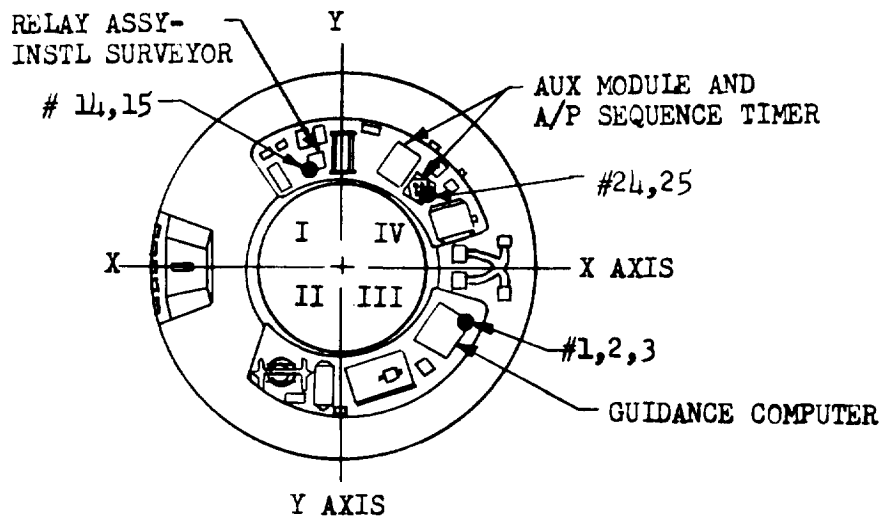 RELAY ASSY-
INSTL SURVEYOR
# 14,15
Y
AUX MODULE AND
A/P SEQUENCE TIMER
#24,25
I
IV
X
X AXIS
II
III
#1,2,3
GUIDANCE COMPUTER
Y AXIS